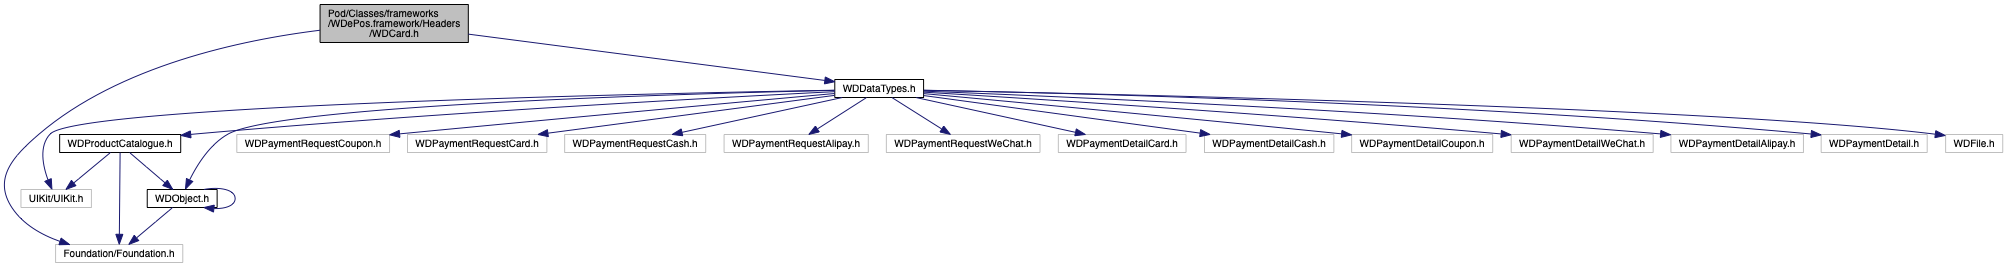 Pod/Classes/frameworks
/WDePos.framework/Headers
/WDCard.h
WDDataTypes.h
WDProductCatalogue.h
WDPaymentRequestCoupon.h
WDPaymentRequestCard.h
WDPaymentRequestCash.h
WDPaymentRequestAlipay.h
WDPaymentRequestWeChat.h
WDPaymentDetailCard.h
WDPaymentDetailCash.h
WDPaymentDetailCoupon.h
WDPaymentDetailWeChat.h
WDPaymentDetailAlipay.h
WDPaymentDetail.h
WDFile.h
UIKit/UIKit.h
WDObject.h
Foundation/Foundation.h